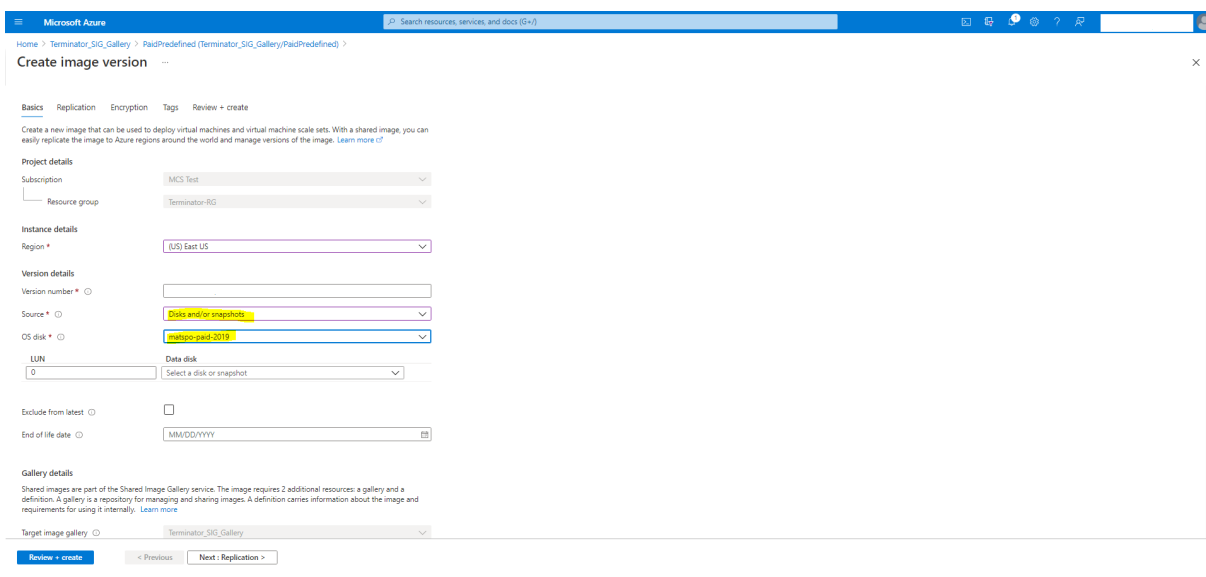 Microsoft Azure
Search resources, services, and docs (G+/)
Home > Terminator_SIG_Gallery > PaidPredefined (Terminator_SIG_Gallery/PaidPredefined) >
Create image version ...
Basics Replication Encryption Tags Review + create
Create a new image that can be used to deploy virtual machines and virtual machine scale sets. With a shared image, you can
easily replicate the image to Azure regions around the world and manage versions of the image. Learn more
Project details
Subscription MCS Test
Resource group Terminator-RG
Instance details
Region * (US) East US
Version details
Version number *
Source * Disks and/or snapshots
OS disk * matspo-paid-2019
LUN Data disk
0 Select a disk or snapshot
Exclude from latest
End of life date MM/DD/YYYY
Gallery details
Shared images are part of the Shared Image Gallery service. The image requires 2 additional resources: a gallery and a
definition. A gallery is a repository for managing and sharing images. A definition carries information about the image and
requirements for using it internally. Learn more
Target image gallery Terminator_SIG_Gallery
Review + create < Previous Next : Replication >